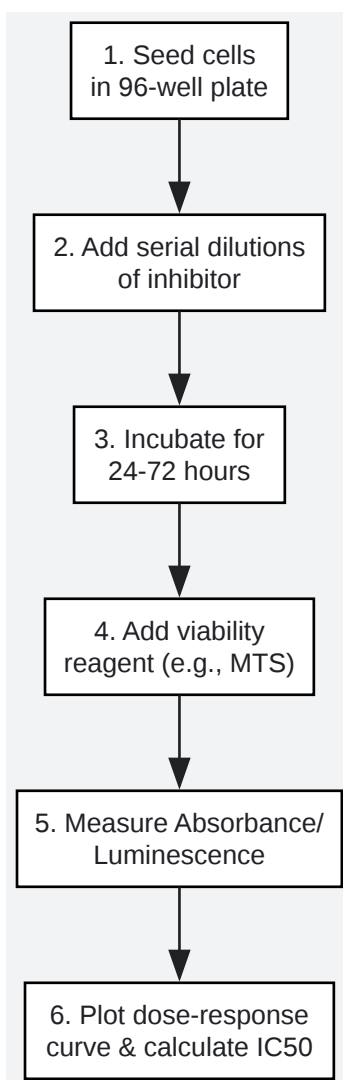 1. Seed cells
in 96-well plate
2. Add serial dilutions
of inhibitor
3. Incubate for
24-72 hours
4. Add viability
reagent (e.g., MTS)
5. Measure Absorbance/
Luminescence
6. Plot dose-response
curve & calculate IC50